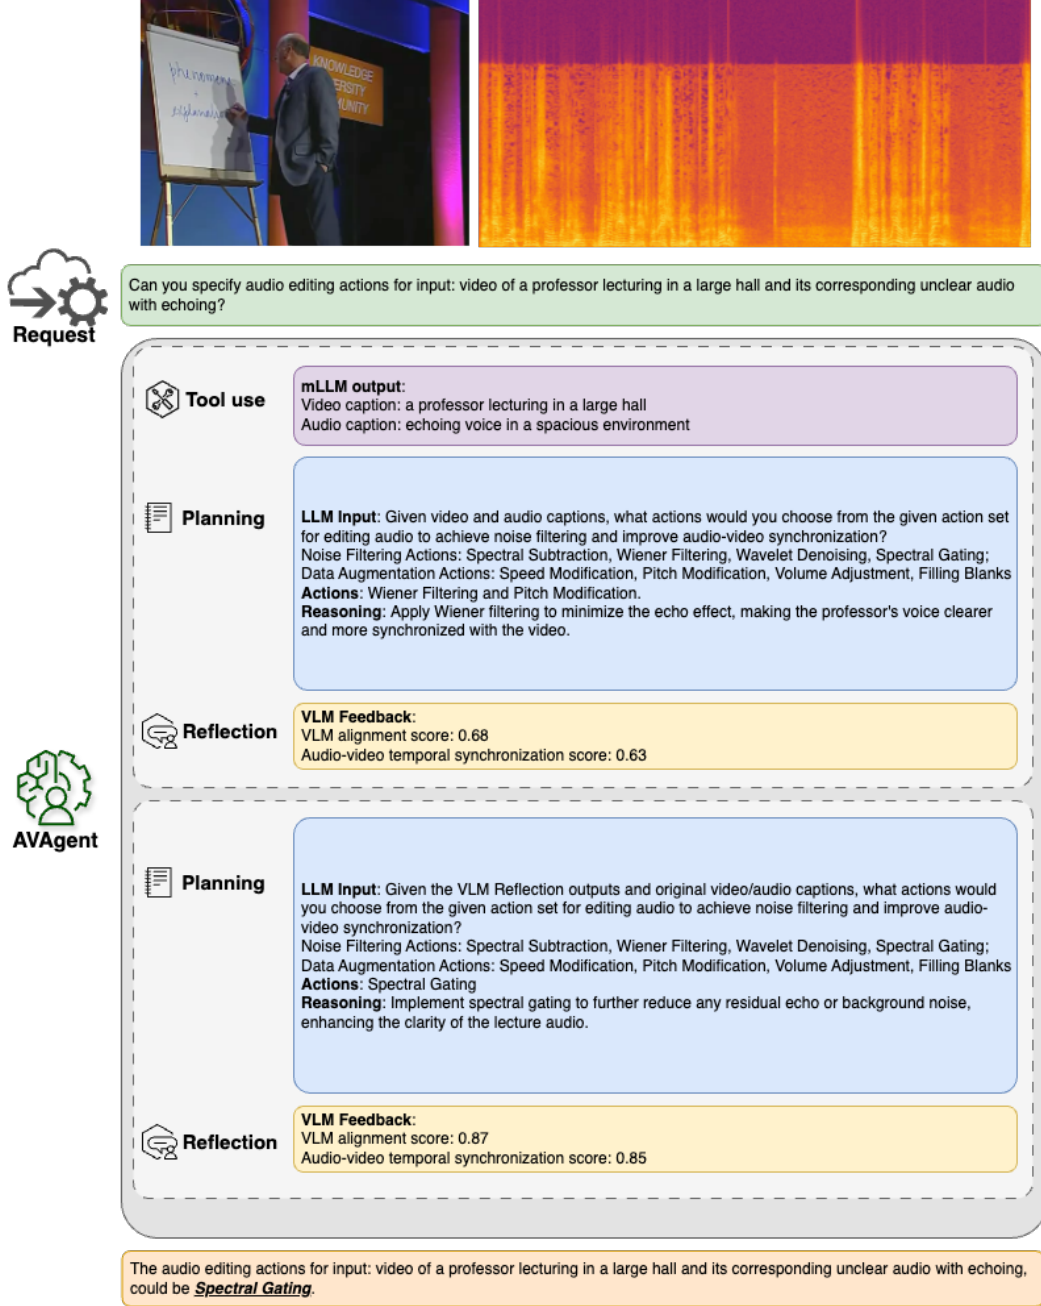 phenomena
+
explanation
KNOWLEDGE
ERSITY
MUNITY
Request
Can you specify audio editing actions for input: video of a professor lecturing in a large hall and its corresponding unclear audio
with echoing?
Tool use
mLLM output:
Video caption: a professor lecturing in a large hall
Audio caption: echoing voice in a spacious environment
Planning
LLM Input: Given video and audio captions, what actions would you choose from the given action set
for editing audio to achieve noise filtering and improve audio-video synchronization?
Noise Filtering Actions: Spectral Subtraction, Wiener Filtering, Wavelet Denoising, Spectral Gating;
Data Augmentation Actions: Speed Modification, Pitch Modification, Volume Adjustment, Filling Blanks
Actions: Wiener Filtering and Pitch Modification.
Reasoning: Apply Wiener filtering to minimize the echo effect, making the professor's voice clearer
and more synchronized with the video.
Reflection
VLM Feedback:
VLM alignment score: 0.68
Audio-video temporal synchronization score: 0.63
AVAgent
Planning
LLM Input: Given the VLM Reflection outputs and original video/audio captions, what actions would
you choose from the given action set for editing audio to achieve noise filtering and improve audio-
video synchronization?
Noise Filtering Actions: Spectral Subtraction, Wiener Filtering, Wavelet Denoising, Spectral Gating;
Data Augmentation Actions: Speed Modification, Pitch Modification, Volume Adjustment, Filling Blanks
Actions: Spectral Gating
Reasoning: Implement spectral gating to further reduce any residual echo or background noise,
enhancing the clarity of the lecture audio.
Reflection
VLM Feedback:
VLM alignment score: 0.87
Audio-video temporal synchronization score: 0.85
The audio editing actions for input: video of a professor lecturing in a large hall and its corresponding unclear audio with echoing,
could be Spectral Gating.